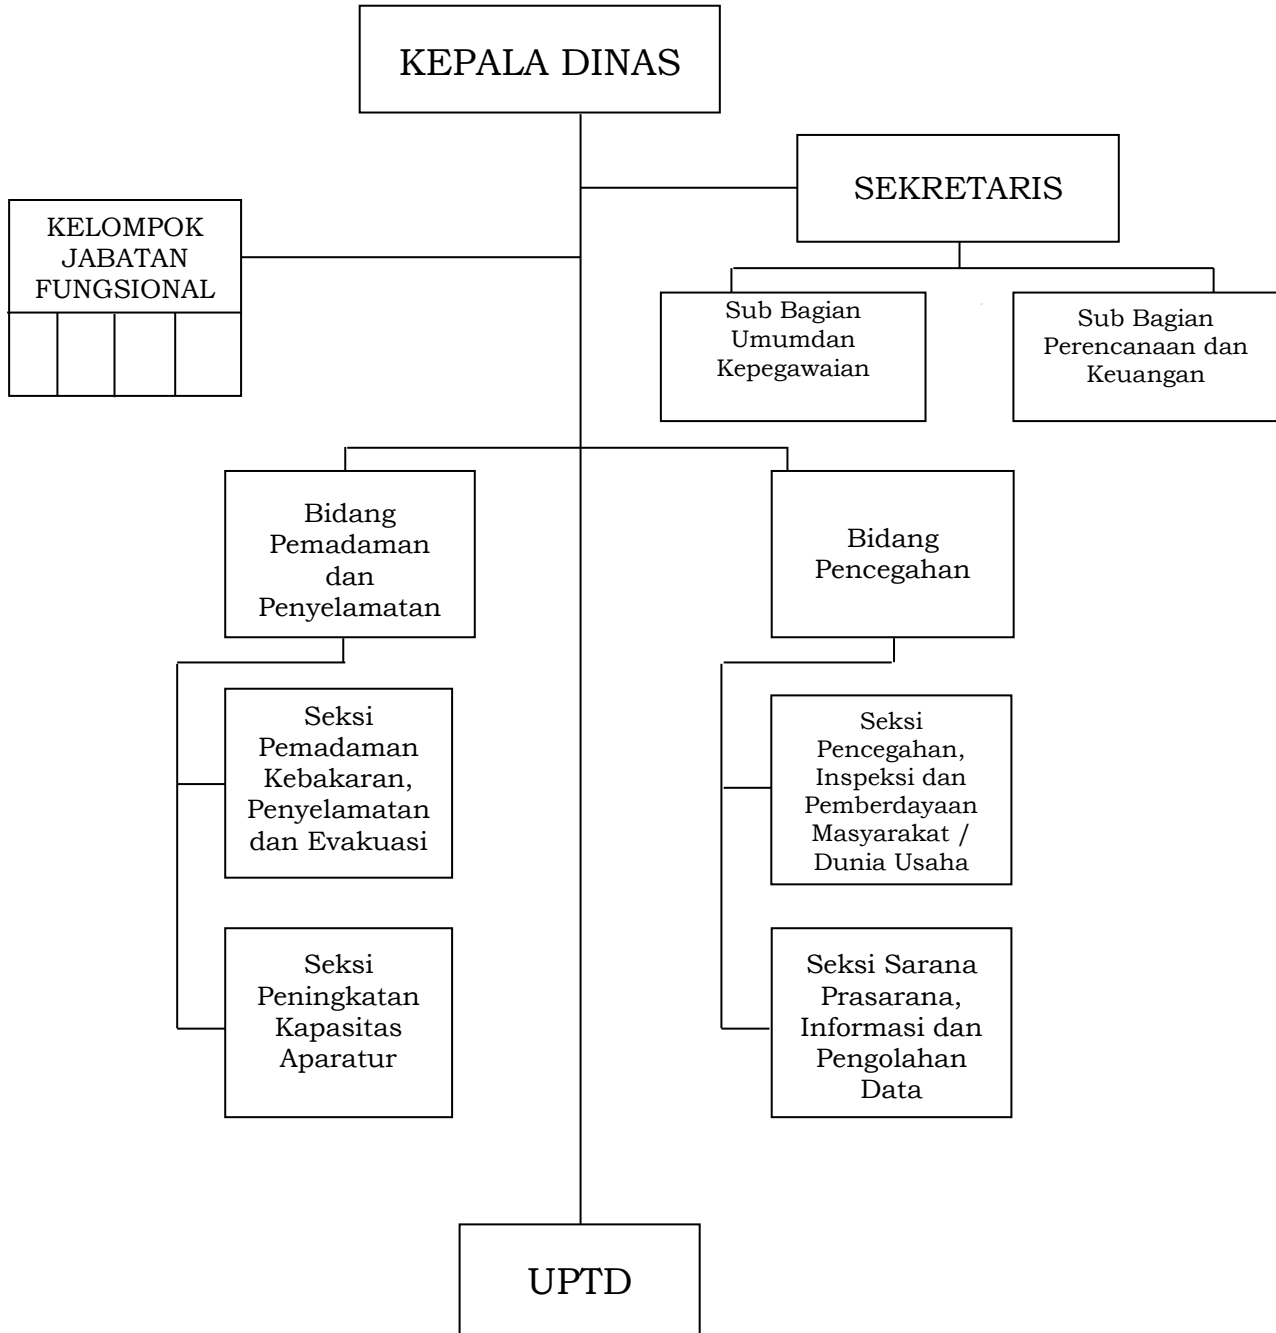 KEPALA DINAS
SEKRETARIS
KELOMPOK
JABATAN
FUNGSIONAL
Sub Bagian
Umumdan
Kepegawaian
Sub Bagian
Perencanaan dan
Keuangan
Bidang
Pemadaman
dan
Penyelamatan
Bidang
Pencegahan
Seksi
Pemadaman
Kebakaran,
Penyelamatan
dan Evakuasi
Seksi
Pencegahan,
Inspeksi dan
Pemberdayaan
Masyarakat /
Dunia Usaha
Seksi
Peningkatan
Kapasitas
Aparatur
Seksi Sarana
Prasarana,
Informasi dan
Pengolahan
Data
UPTD